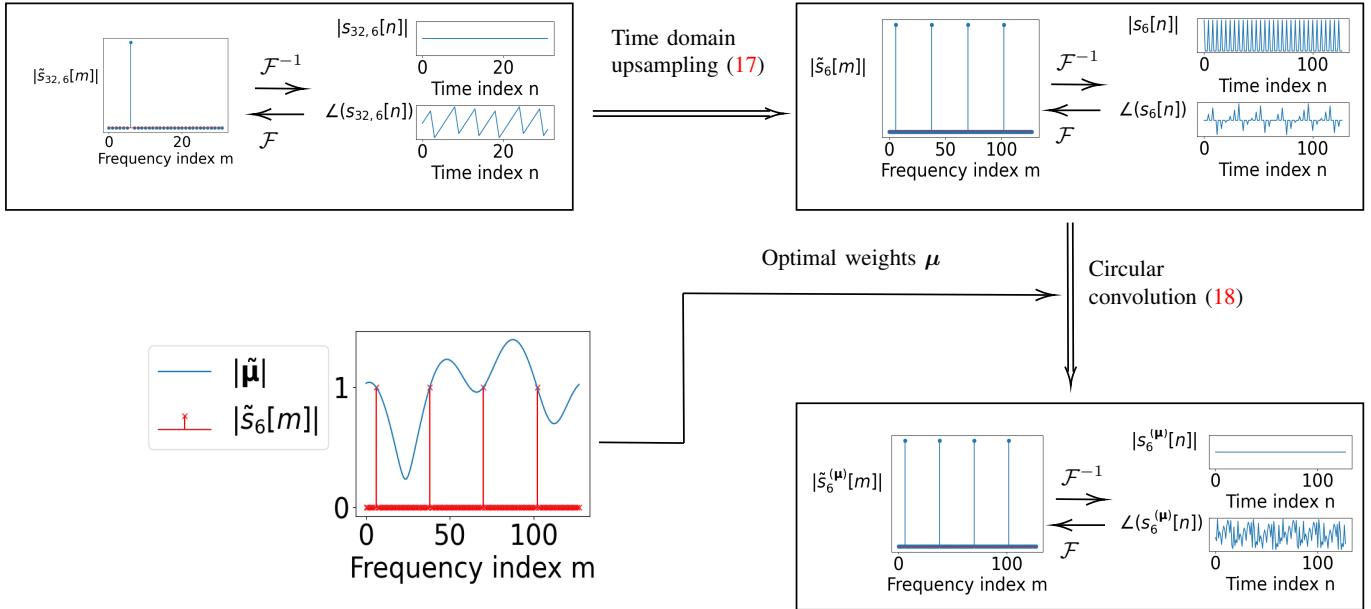 |s̃₃₂,₆[m]|
0
20
Frequency index m
ℱ⁻¹
ℱ
|s₃₂,₆[n]|
0
20
Time index n
∠(s₃₂,₆[n])
0
20
Time index n
Time domain
upsampling (17)
|s̃₆[m]|
0
50
100
Frequency index m
ℱ⁻¹
ℱ
|s₆[n]|
0
100
Time index n
∠(s₆[n])
0
100
Time index n
Optimal weights μ
Circular
convolution (18)
|μ̃|
|s̃₆[m]|
1
0
0
50
100
Frequency index m
|s̃₆⁽μ⁾[m]|
0
100
Frequency index m
ℱ⁻¹
ℱ
|s₆⁽μ⁾[n]|
0
100
Time index n
∠(s₆⁽μ⁾[n])
0
100
Time index n